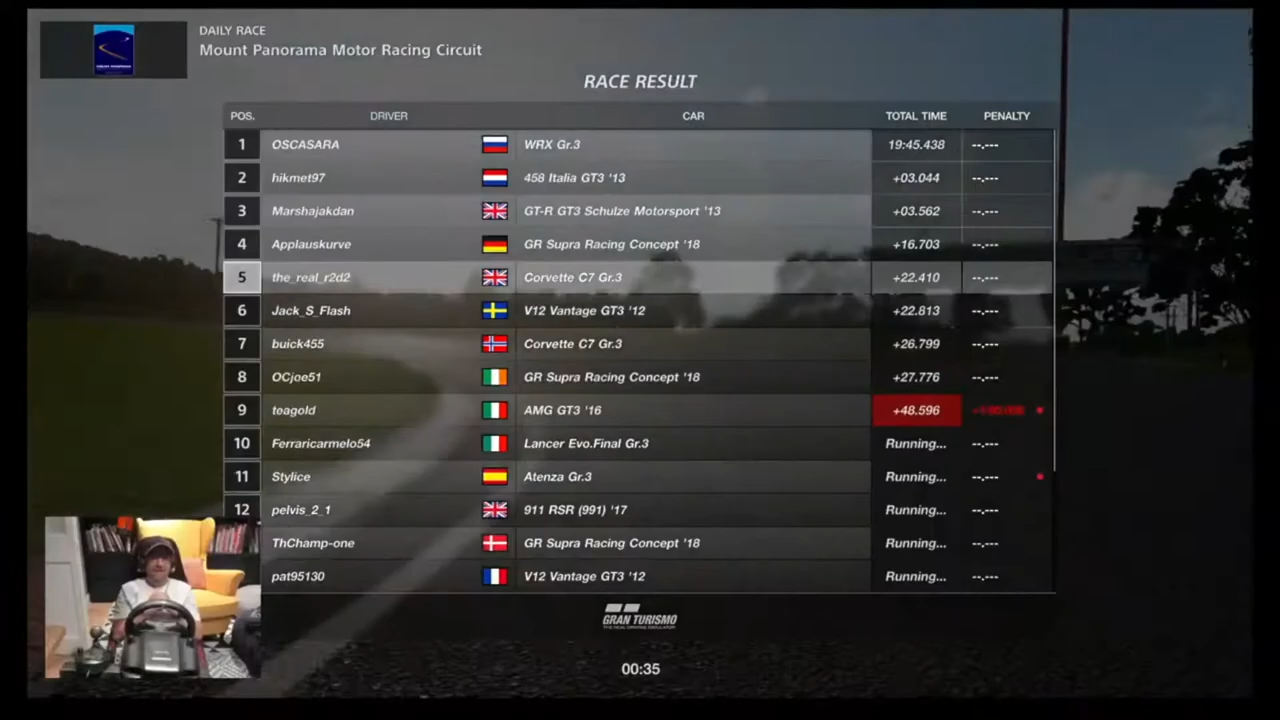 DAILY RACE
Mount Panorama Motor Racing Circuit
RACE RESULT
POS. DRIVER CAR TOTAL TIME PENALTY
1 OSCASARA WRX Gr.3 19:45.438 --.---
2 hikmet97 458 Italia GT3 '13 +03.044 --.---
3 Marshajakdan GT-R GT3 Schulze Motorsport '13 +03.562 --.---
4 Applauskurve GR Supra Racing Concept '18 +16.703 --.---
5 the_real_r2d2 Corvette C7 Gr.3 +22.410 --.---
6 Jack_S_Flash V12 Vantage GT3 '12 +22.813 --.---
7 buick455 Corvette C7 Gr.3 +26.799 --.---
8 OCjoe51 GR Supra Racing Concept '18 +27.776 --.---
9 teagold AMG GT3 '16 +48.596
10 Ferraricarmelo54 Lancer Evo.Final Gr.3 Running... --.---
11 Stylice Atenza Gr.3 Running... --.---
12 pelvis_2_1 911 RSR (991) '17 Running... --.---
ThChamp-one GR Supra Racing Concept '18 Running... --.---
pat95130 V12 Vantage GT3 '12 Running... --.---
GRAN TURISMO
THE REAL DRIVING SIMULATOR
00:35